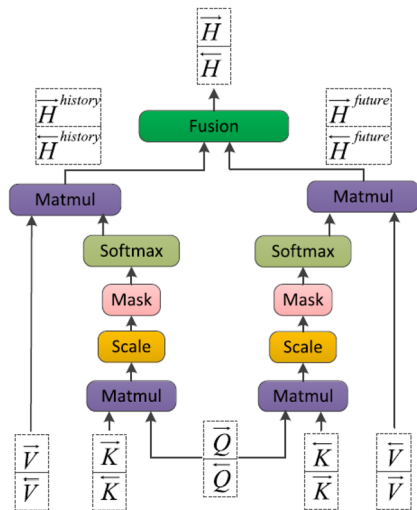 H⃗
H⃖
H⃗ history
H⃖ history
Fusion
H⃗ future
H⃖ future
Matmul
Matmul
Softmax
Softmax
Mask
Mask
Scale
Scale
Matmul
Matmul
V⃗
V⃖
K⃗
K⃖
Q⃗
Q⃖
K⃖
K⃗
V⃖
V⃗